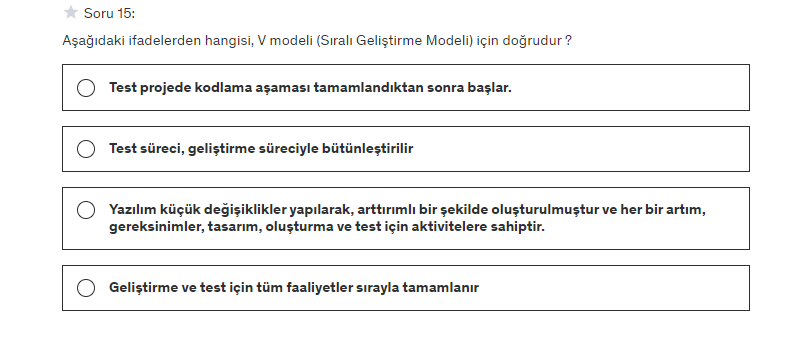 Soru 15:
Aşağıdaki ifadelerden hangisi, V modeli (Sıralı Geliştirme Modeli) için doğrudur ?
Test projede kodlama aşaması tamamlandıktan sonra başlar.
Test süreci, geliştirme süreciyle bütünleştirilir
Yazılım küçük değişiklikler yapılarak, arttırımlı bir şekilde oluşturulmuştur ve her bir artım,
gereksinimler, tasarım, oluşturma ve test için aktivitelere sahiptir.
Geliştirme ve test için tüm faaliyetler sırayla tamamlanır